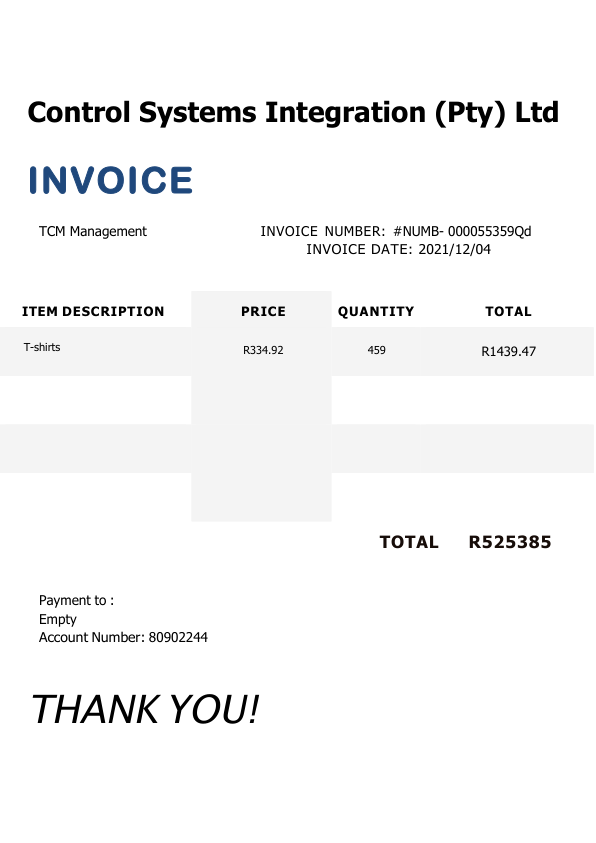 Control Systems Integration (Pty) Ltd
INVOICE
TCM Management
INVOICE NUMBER: #NUMB- 000055359Qd
INVOICE DATE: 2021/12/04
ITEM DESCRIPTION PRICE QUANTITY TOTAL
T-shirts R334.92 459 R1439.47
TOTAL R525385
Payment to :
Empty
Account Number: 80902244
THANK YOU!